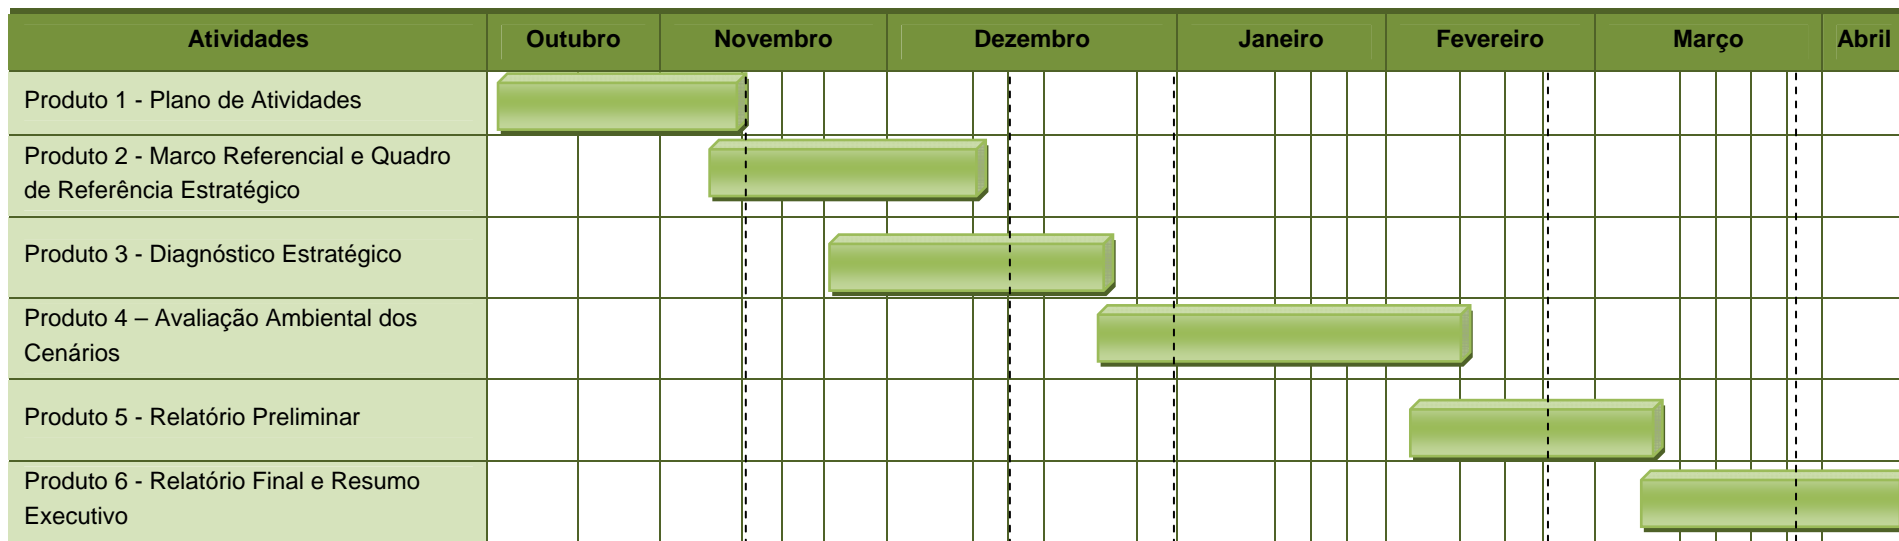 Atividades Outubro Novembro Dezembro Janeiro Fevereiro Março Abril
Produto 1 - Plano de Atividades
Produto 2 - Marco Referencial e Quadro
de Referência Estratégico
Produto 3 - Diagnóstico Estratégico
Produto 4 – Avaliação Ambiental dos
Cenários
Produto 5 - Relatório Preliminar
Produto 6 - Relatório Final e Resumo
Executivo